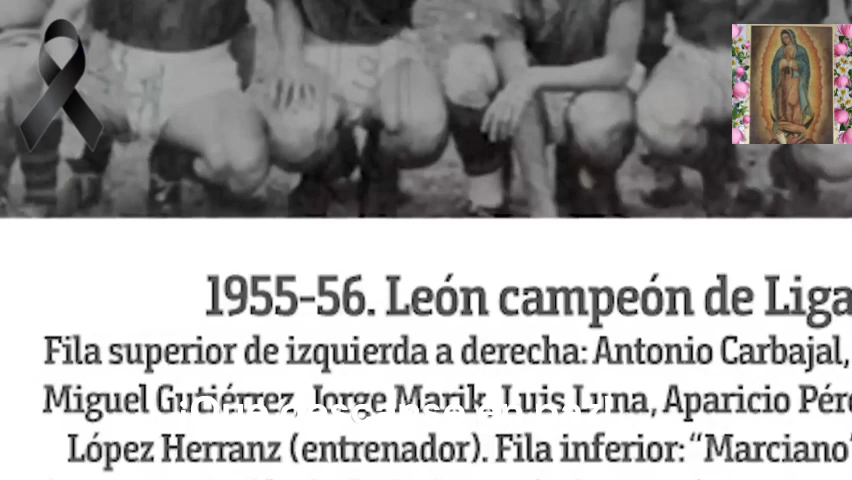 1955-56. León campeón de Liga
Fila superior de izquierda a derecha: Antonio Carbajal,
Miguel Gutiérrez, Jorge Marik, Luis Luna, Aparicio Pére
López Herranz (entrenador). Fila inferior: “Marciano”